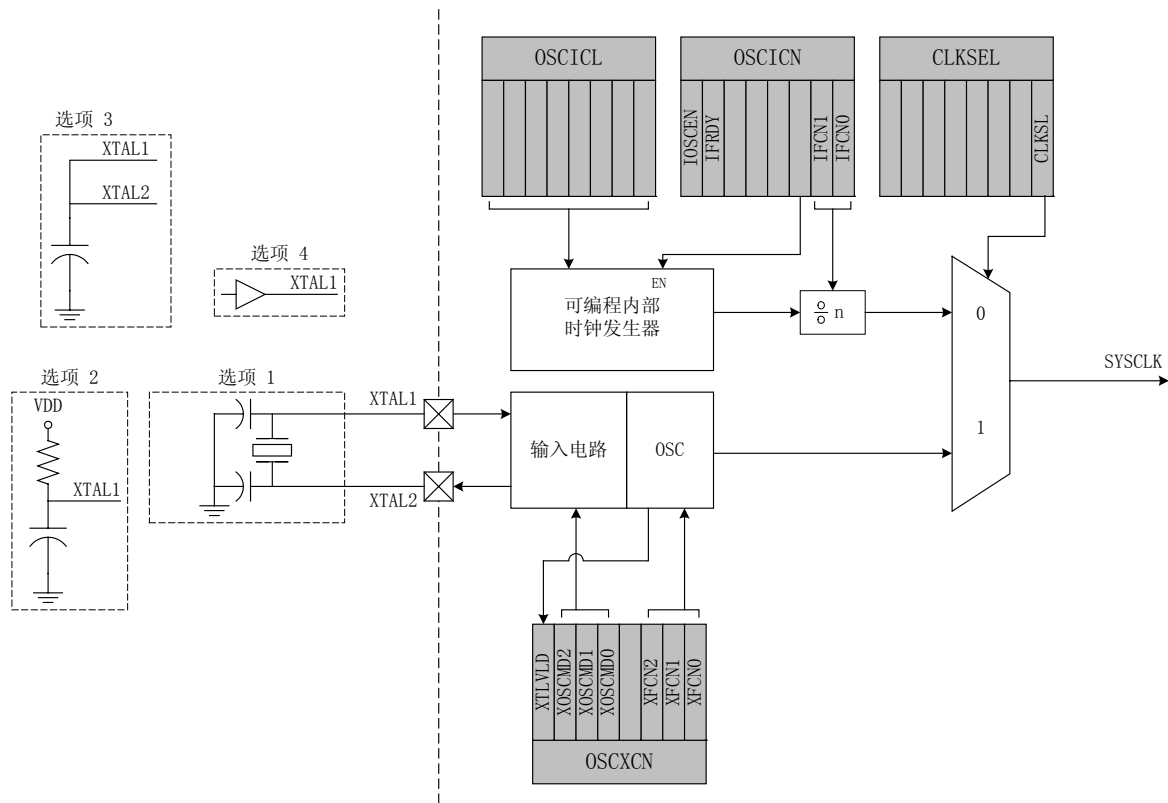 OSCICL
OSCICN
CLKSEL
IOSCEN
IFRDY
IFCN1
IFCN0
CLKSL
选项 3
XTAL1
XTAL2
选项 4
XTAL1
EN
可编程内部
时钟发生器
n
0
1
SYSCLK
选项 2
VDD
XTAL1
选项 1
XTAL1
XTAL2
输入电路
OSC
XTLVLD
XOSCMD2
XOSCMD1
XOSCMD0
XFCN2
XFCN1
XFCN0
OSCXCN